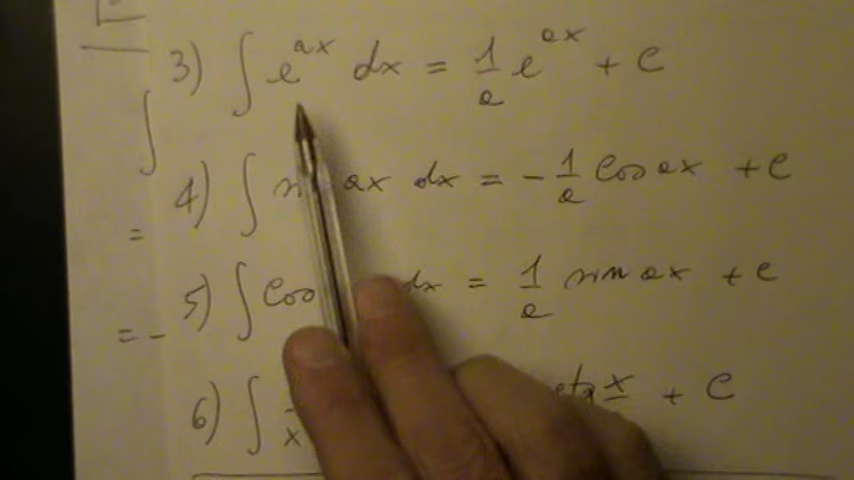 3) ∫ e^{ax} dx = 1/a e^{ax} + c
4) ∫ ax dx = - 1/a cos ax + c
5) ∫ cos dx = 1/a sin ax + c
6) ∫ x + c